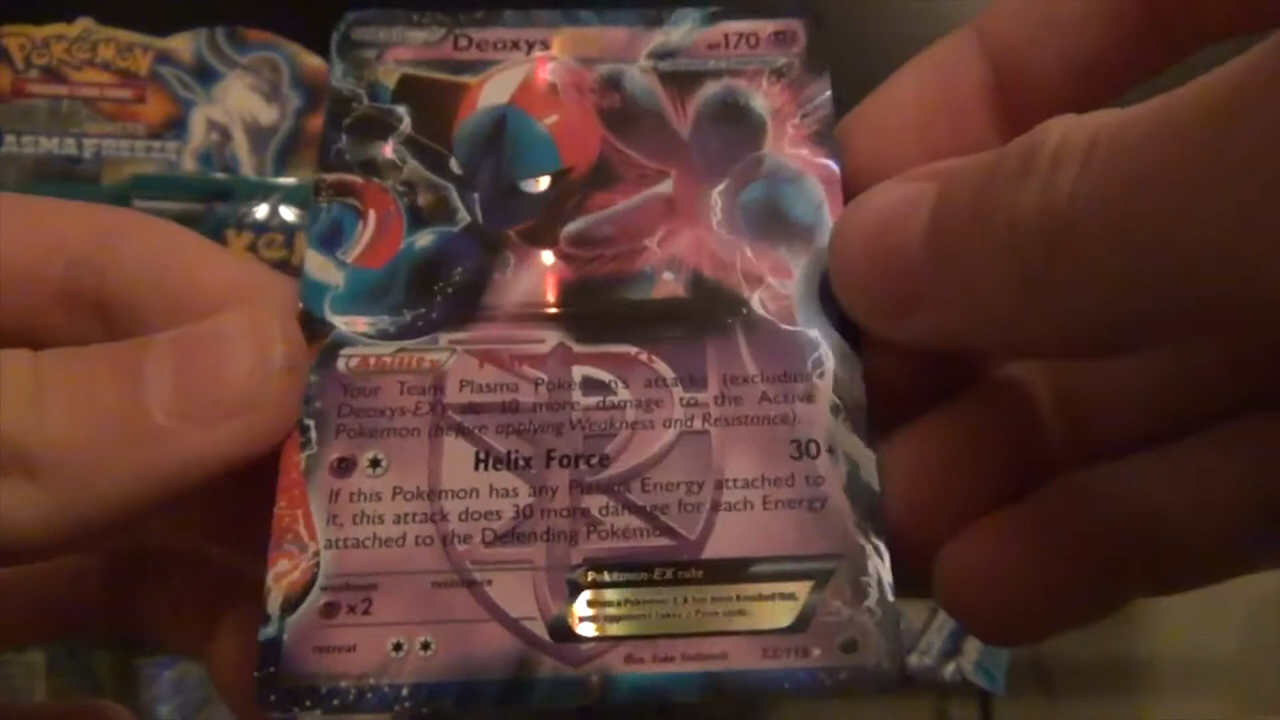 POKéMON
ASMA FREEZE
Deoxys
170
Ability
Your Team Plasma Pokémon's attacks (excluding
Deoxys-EX) do 10 more damage to the Active
Pokémon (before applying Weakness and Resistance).
Helix Force
30+
If this Pokémon has any Plasma Energy attached to
it, this attack does 30 more damage for each Energy
attached to the Defending Pokémo
weakness
resistance
×2
retreat
Pokémon-EX rule
illus.